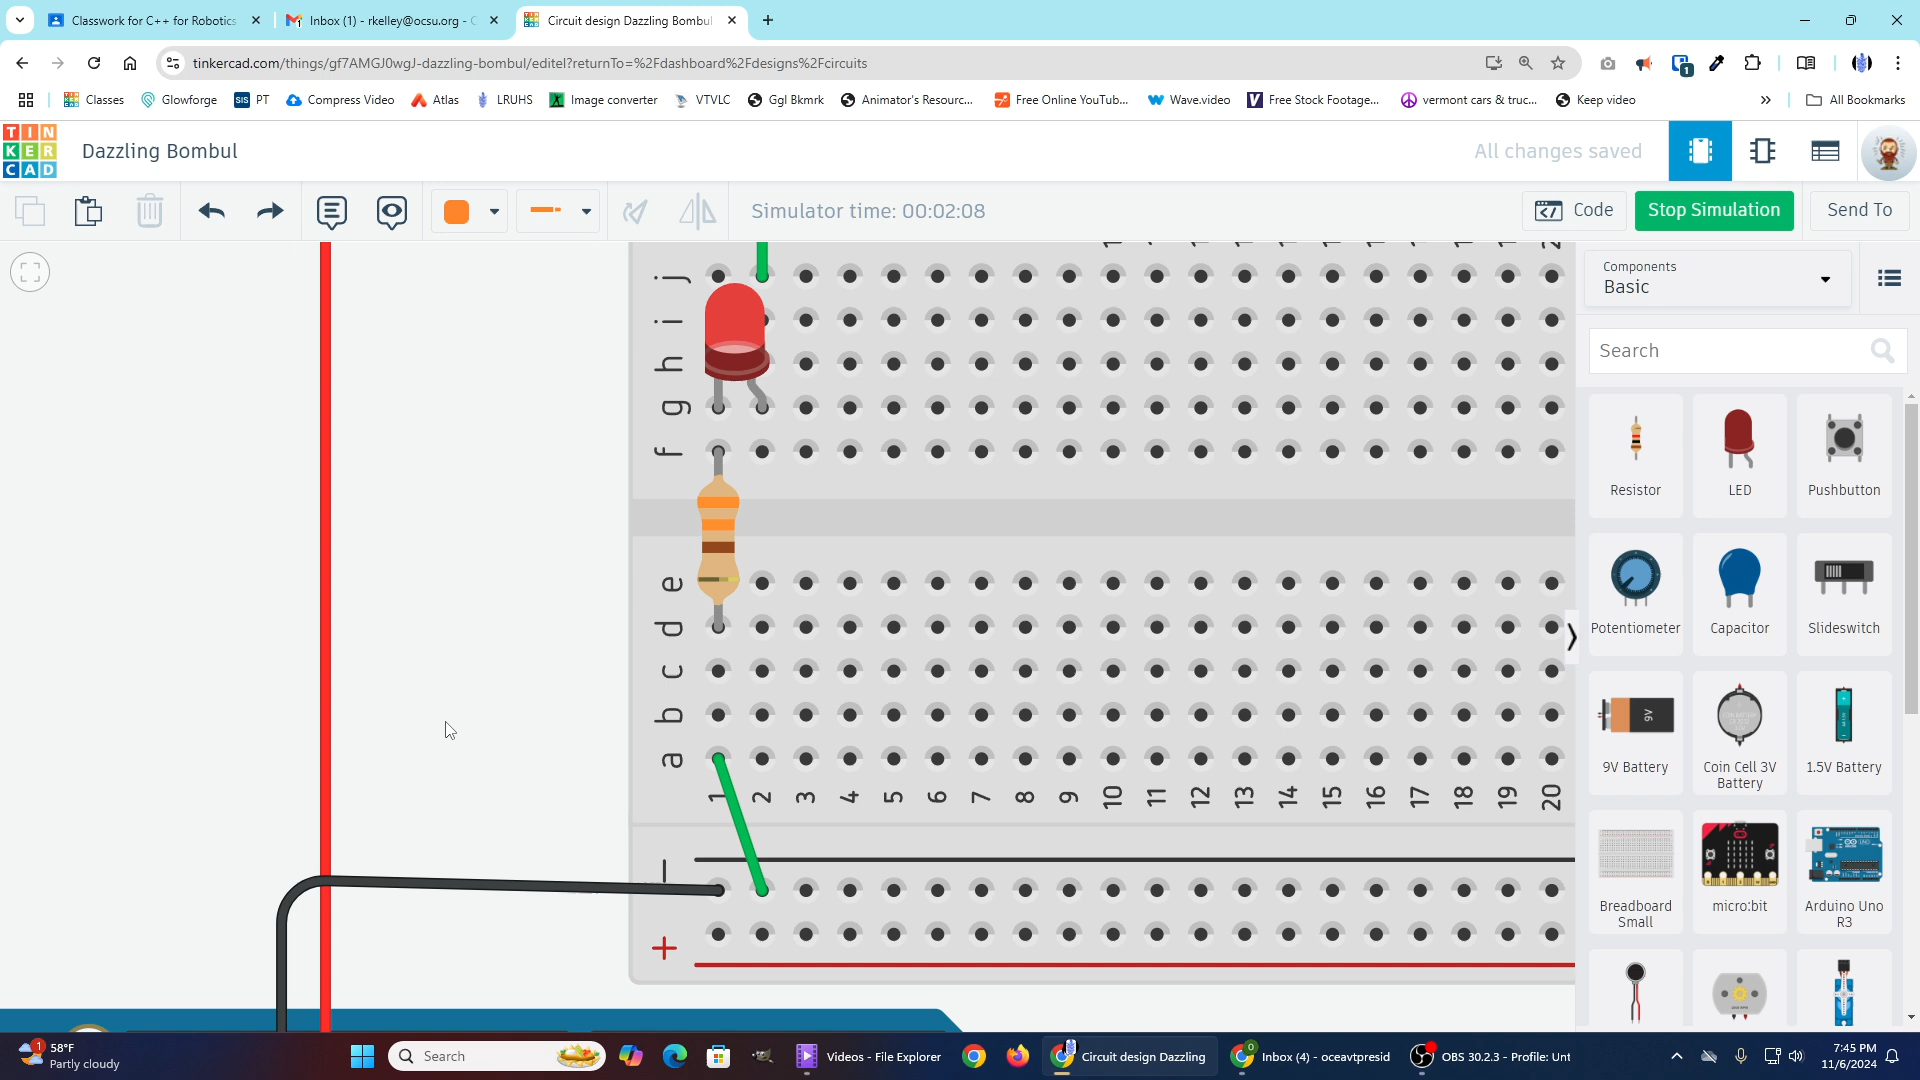 Classwork for C++ for Robotics
Inbox (1) - rkelley@ocsu.org - C
Circuit design Dazzling Bombul
tinkercad.com/things/gf7AMGJ0wgJ-dazzling-bombul/editel?returnTo=%2Fdashboard%2Fdesigns%2Fcircuits
1
Classes
Glowforge
SIS PT
Compress Video
Atlas
LRUHS
Image converter
VTVLC
Ggl Bkmrk
Animator's Resourc...
Free Online YouTub...
Wave.video
Free Stock Footage...
vermont cars & truc...
Keep video
All Bookmarks
TIN
KER
CAD
Dazzling Bombul
All changes saved
Simulator time: 00:02:08
Code
Stop Simulation
Send To
Components
Basic
Search
j
i
h
g
f
e
d
c
b
a
1 2 3 4 5 6 7 8 9 10 11 12 13 14 15 16 17 18 19 20
–
+
Resistor
LED
Pushbutton
Potentiometer
Capacitor
Slideswitch
9V
9V Battery
Coin Cell 3V
Battery
1.5V Battery
Breadboard
Small
micro:bit
Arduino Uno
R3
1
58°F
Partly cloudy
Search
Videos - File Explorer
Circuit design Dazzling
0
Inbox (4) - oceavtpresid
OBS 30.2.3 - Profile: Unt
7:45 PM
11/6/2024